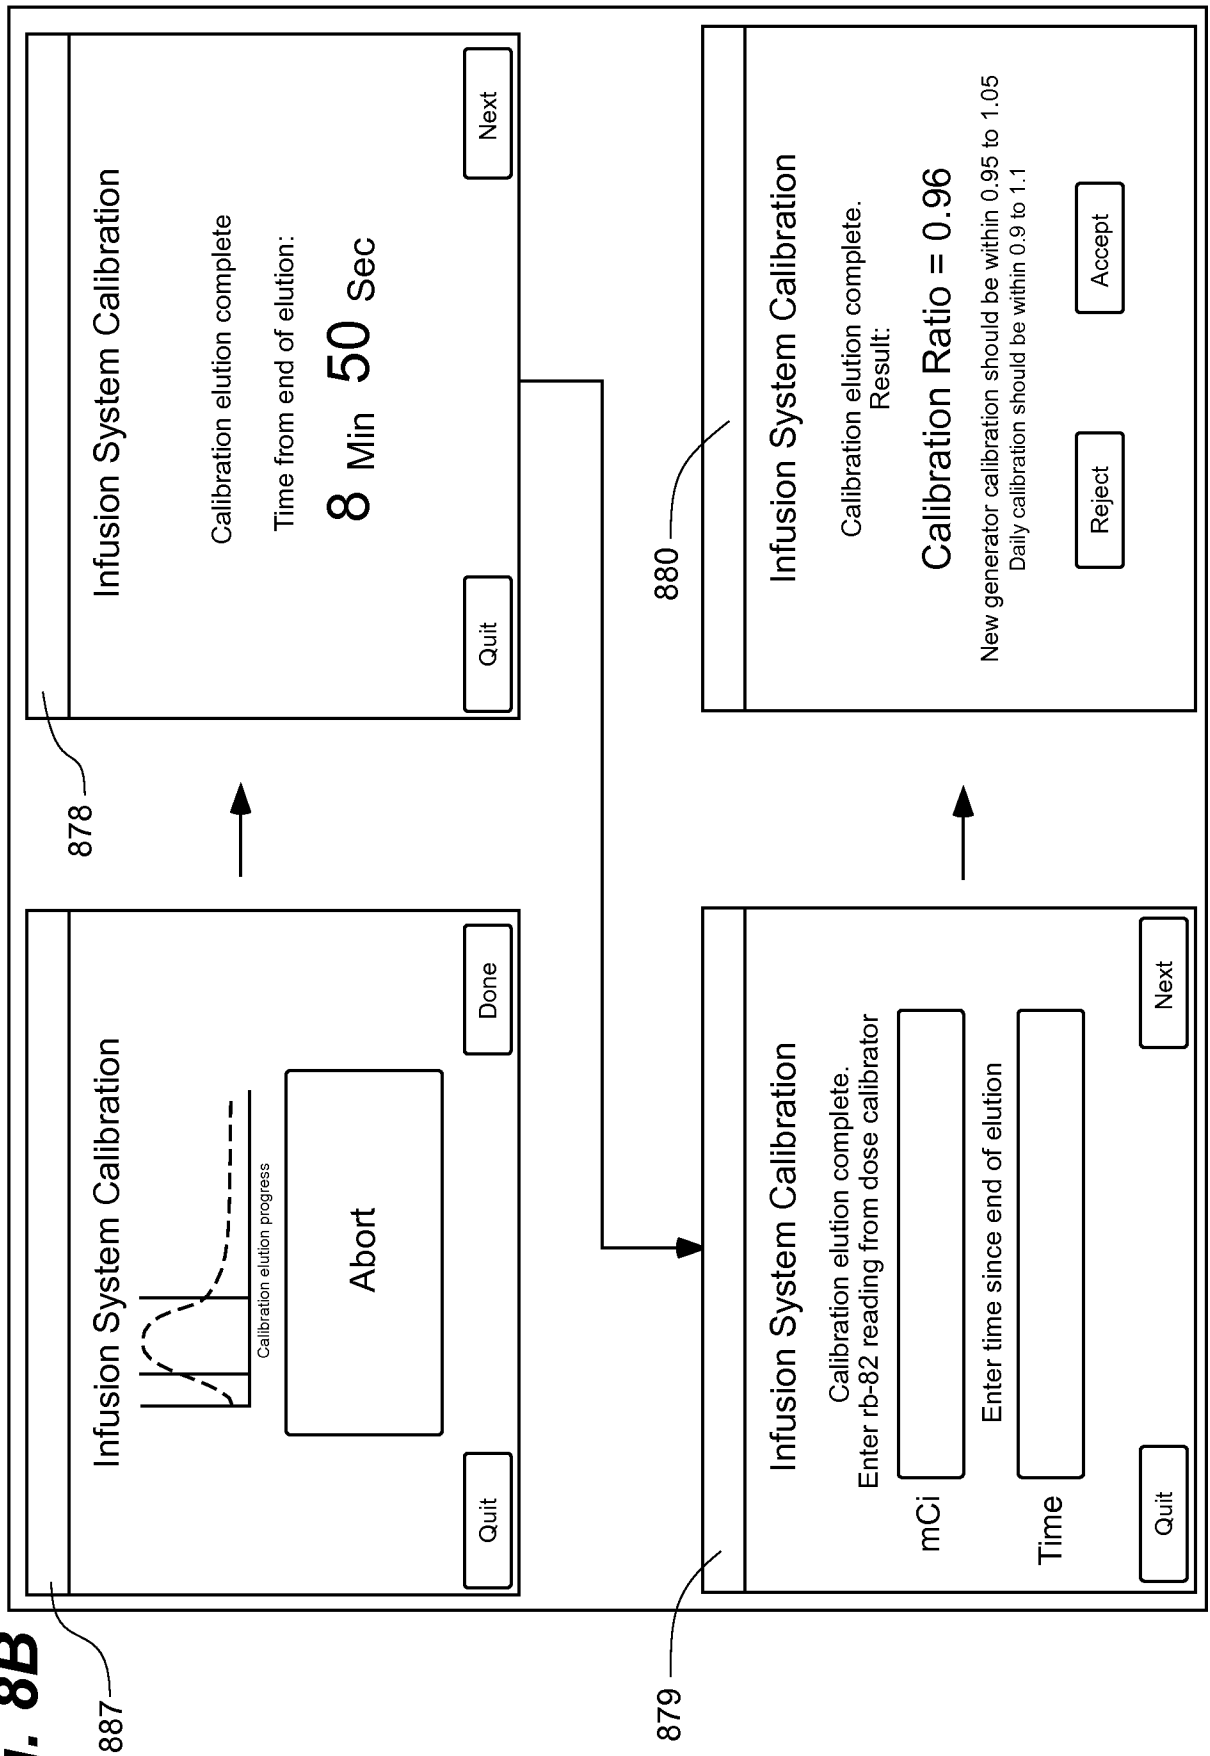 8B
887
Infusion System Calibration
Calibration elution progress
Abort
Quit
Done
878
Infusion System Calibration
Calibration elution complete
Time from end of elution:
8 Min 50 Sec
Quit
Next
879
Infusion System Calibration
Calibration elution complete.
Enter rb-82 reading from dose calibrator
mCi
Enter time since end of elution
Time
Quit
Next
880
Infusion System Calibration
Calibration elution complete.
Result:
Calibration Ratio = 0.96
New generator calibration should be within 0.95 to 1.05
Daily calibration should be within 0.9 to 1.1
Reject
Accept